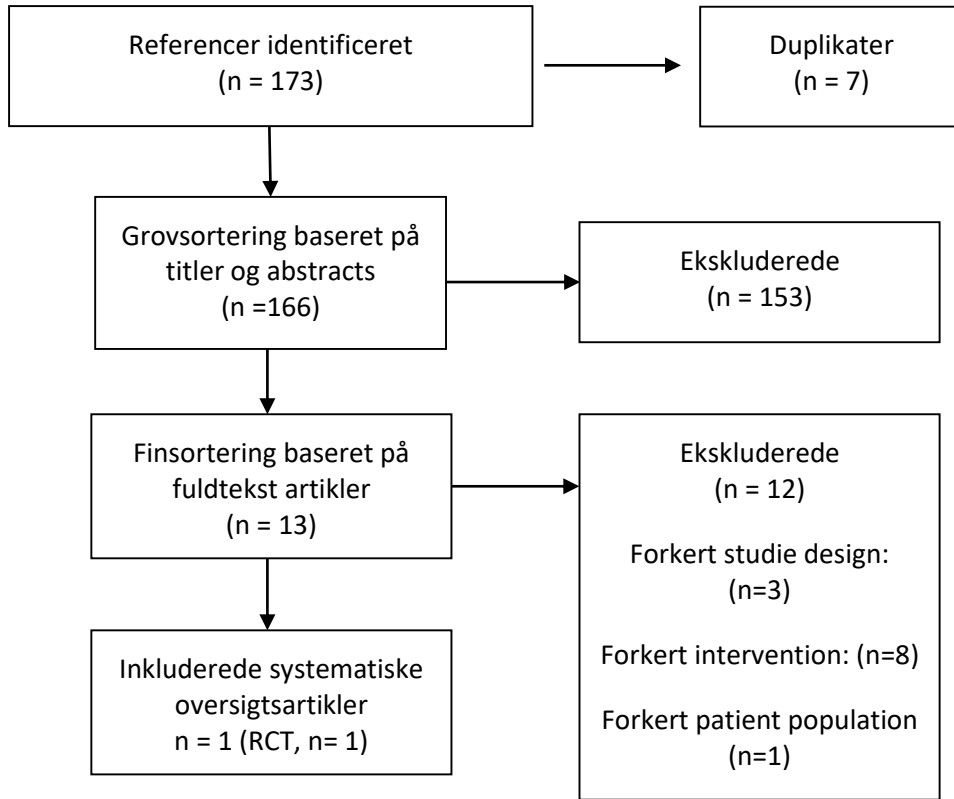 Referencer identificeret
(n = 173)
Duplikater
(n = 7)
Grovsortering baseret på
titler og abstracts
(n =166)
Ekskluderede
(n = 153)
Finsortering baseret på
fuldtekst artikler
(n = 13)
Ekskluderede
(n = 12)
Forkert studie design:
(n=3)
Forkert intervention: (n=8)
Forkert patient population
(n=1)
Inkluderede systematiske
oversigtsartikler
n = 1 (RCT, n= 1)